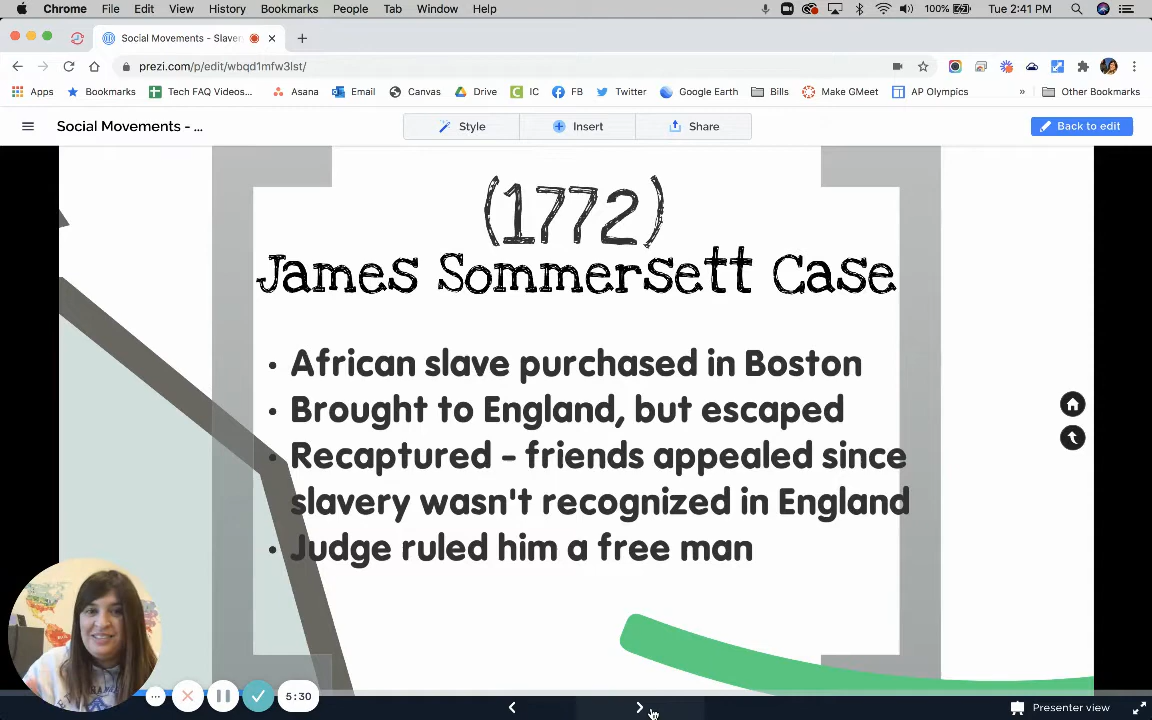 Chrome File Edit View History Bookmarks People Tab Window Help 100% Tue 2:41 PM
Social Movements - Slaver
prezi.com/p/edit/wbqd1mfw3lst/
Apps Bookmarks Tech FAQ Videos... Asana Email Canvas Drive IC FB Twitter Google Earth Bills Make GMeet AP Olympics » Other Bookmarks
Social Movements - ... Style Insert Share Back to edit
(1772)
James Sommersett Case
• African slave purchased in Boston
• Brought to England, but escaped
• Recaptured - friends appealed since
slavery wasn't recognized in England
• Judge ruled him a free man
5:30
Presenter view